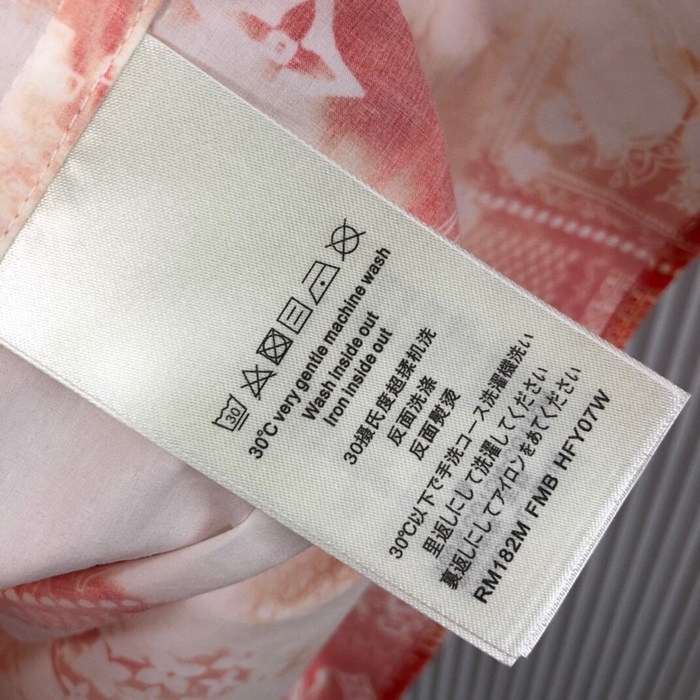 30
30℃ very gentle machine wash
Wash inside out
Iron inside out
30摄氏度超揉机洗
反面洗涤
反面熨烫
30℃以下で手洗コース洗濯機洗い
里返しにして洗濯してください
裏返しにしてアイロンをあてください
RM182M FMB HFY07W